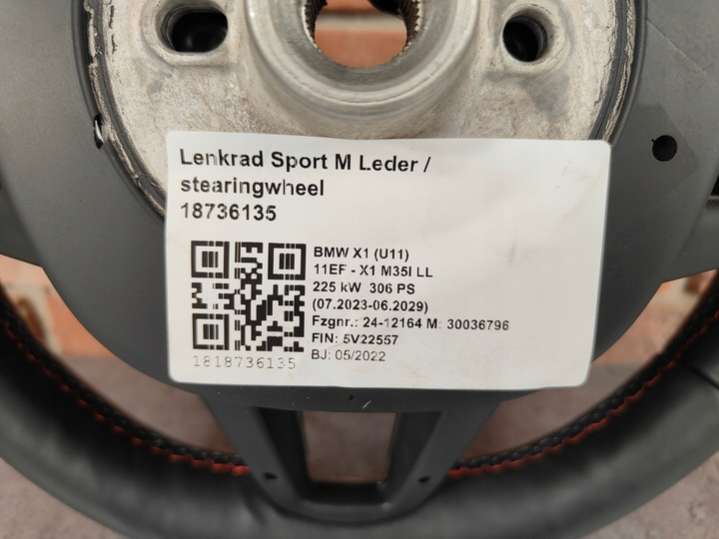 Lenkrad Sport M Leder /
stearingwheel
18736135
BMW X1 (U11)
11EF - X1 M35I LL
225 kW 306 PS
(07.2023-06.2029)
Fzgnr.: 24-12164 M: 30036796
FIN: 5V22557
BJ: 05/2022
1818736135